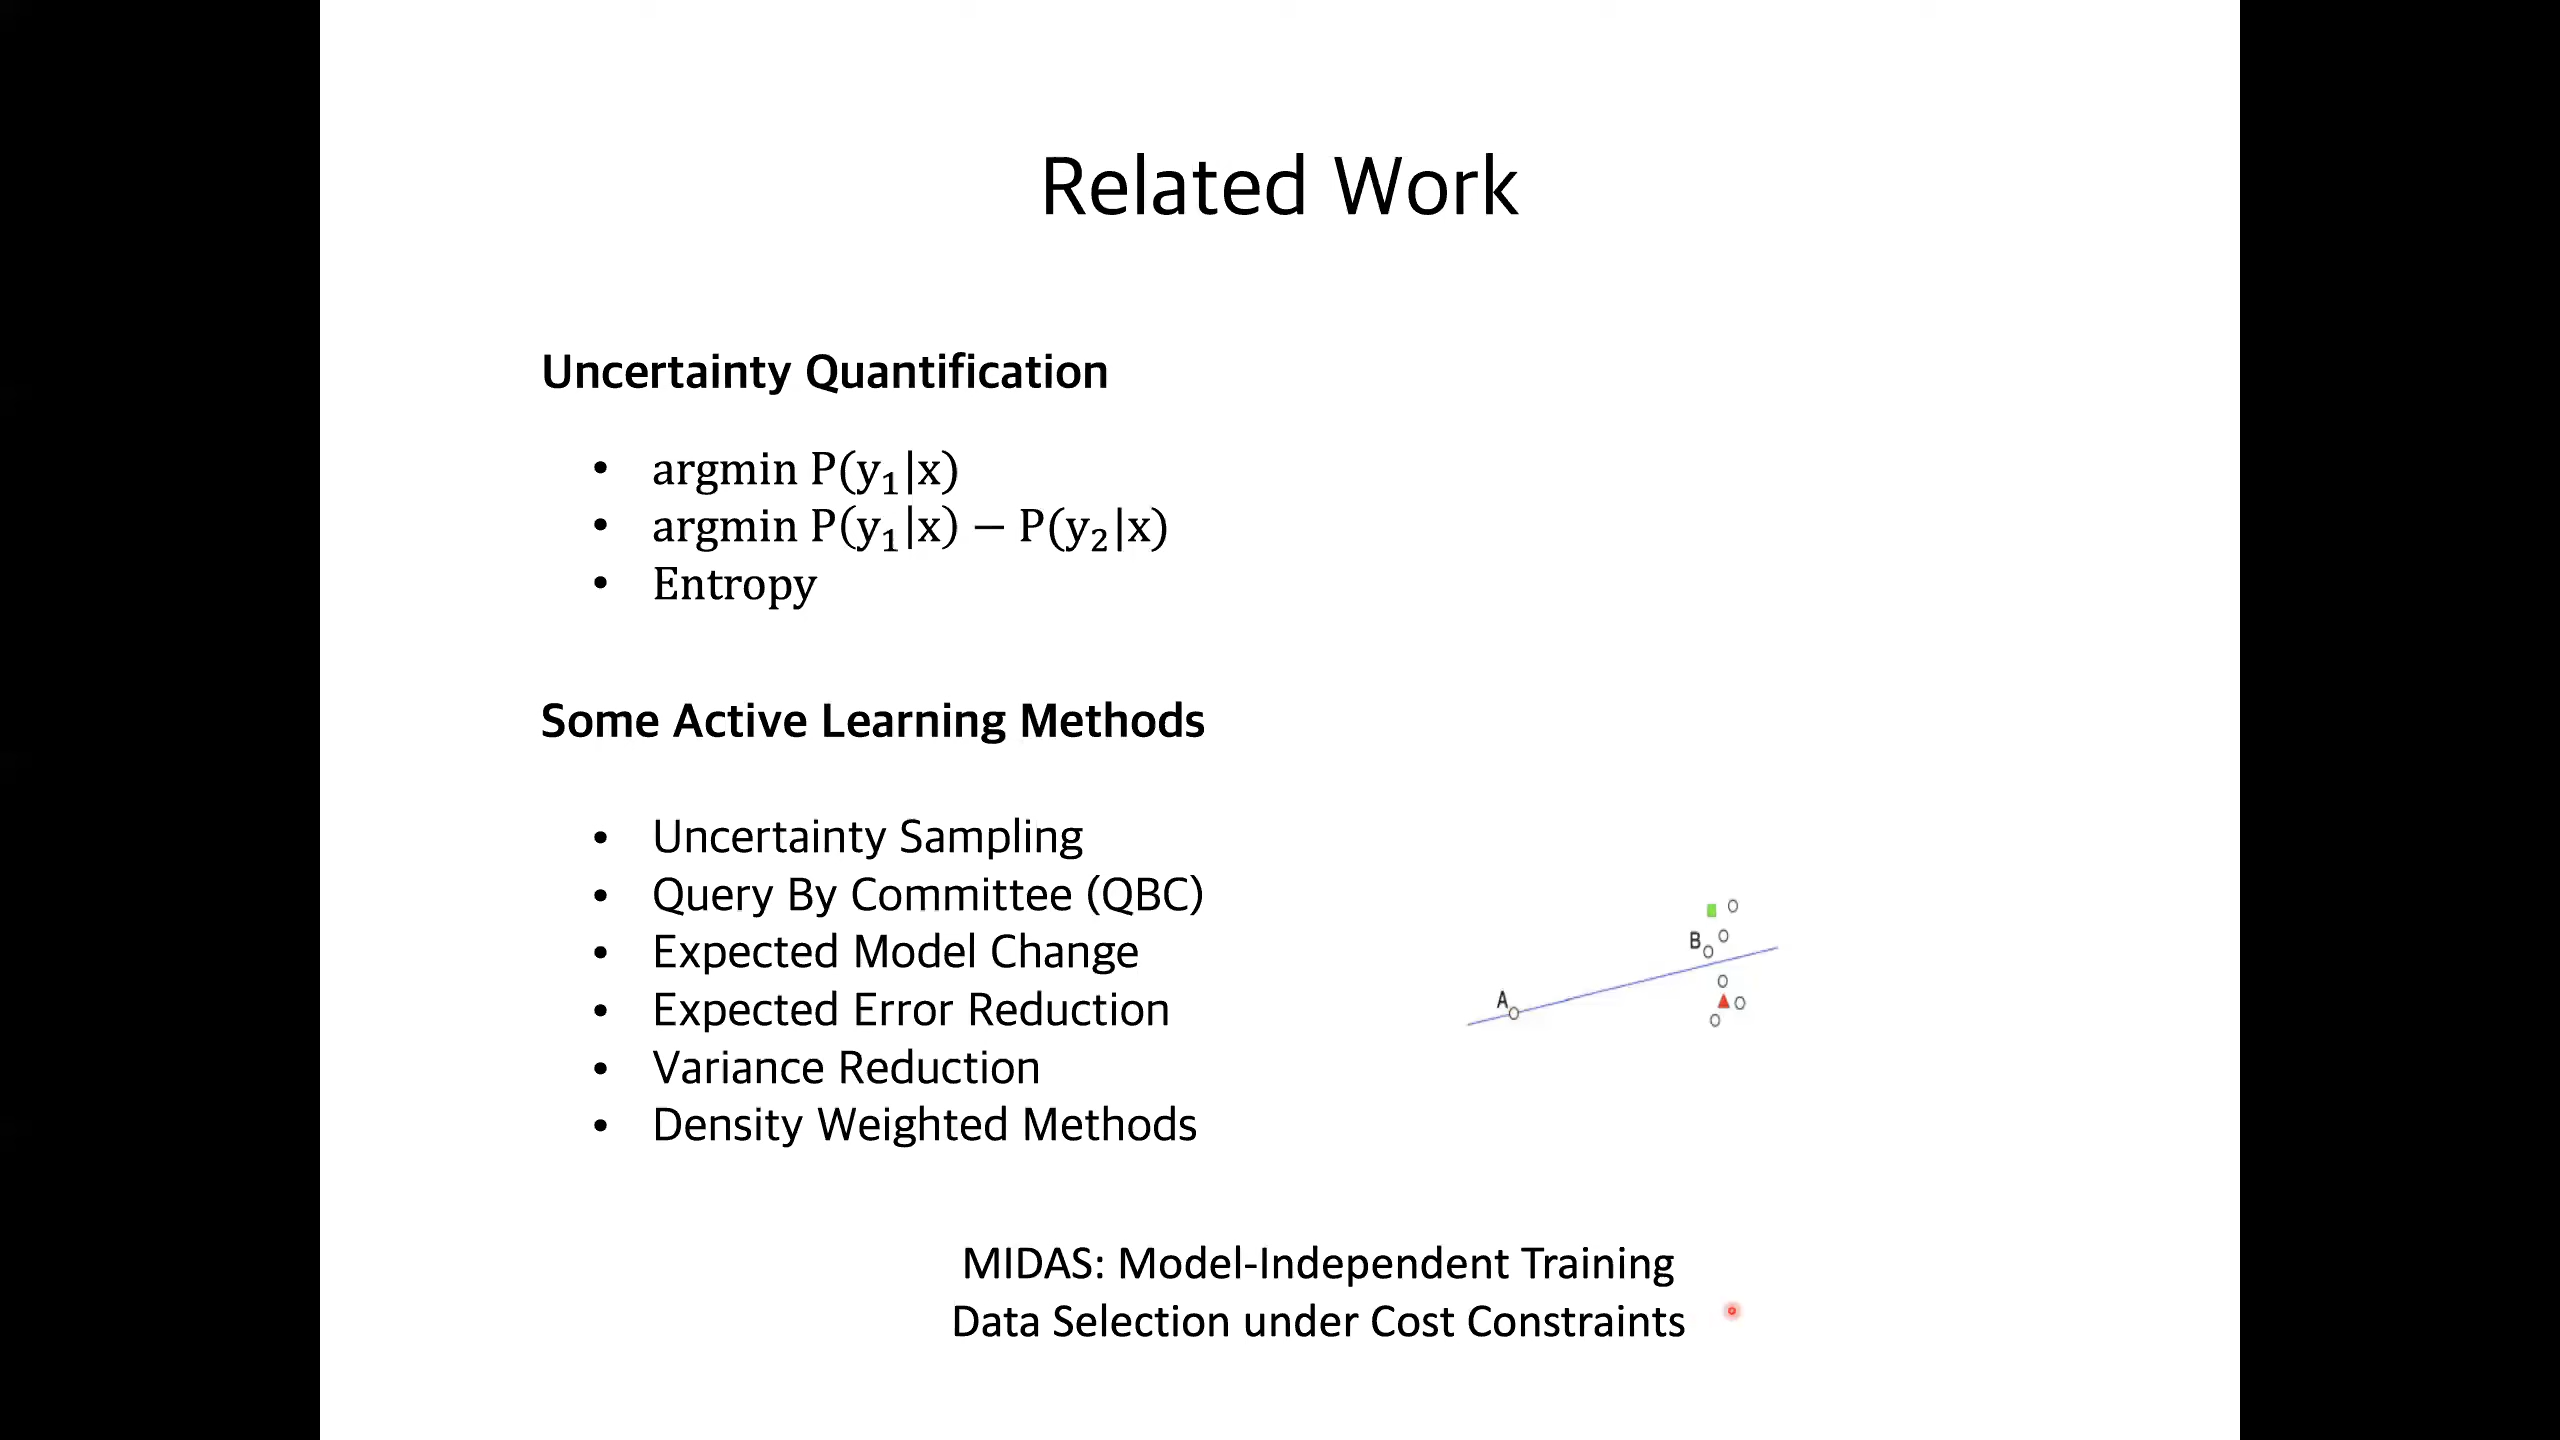 Related Work
Uncertainty Quantification
• argmin P(y₁|x)
• argmin P(y₁|x) − P(y₂|x)
• Entropy
Some Active Learning Methods
• Uncertainty Sampling
• Query By Committee (QBC)
• Expected Model Change
• Expected Error Reduction
• Variance Reduction
• Density Weighted Methods
B
A
MIDAS: Model-Independent Training
Data Selection under Cost Constraints